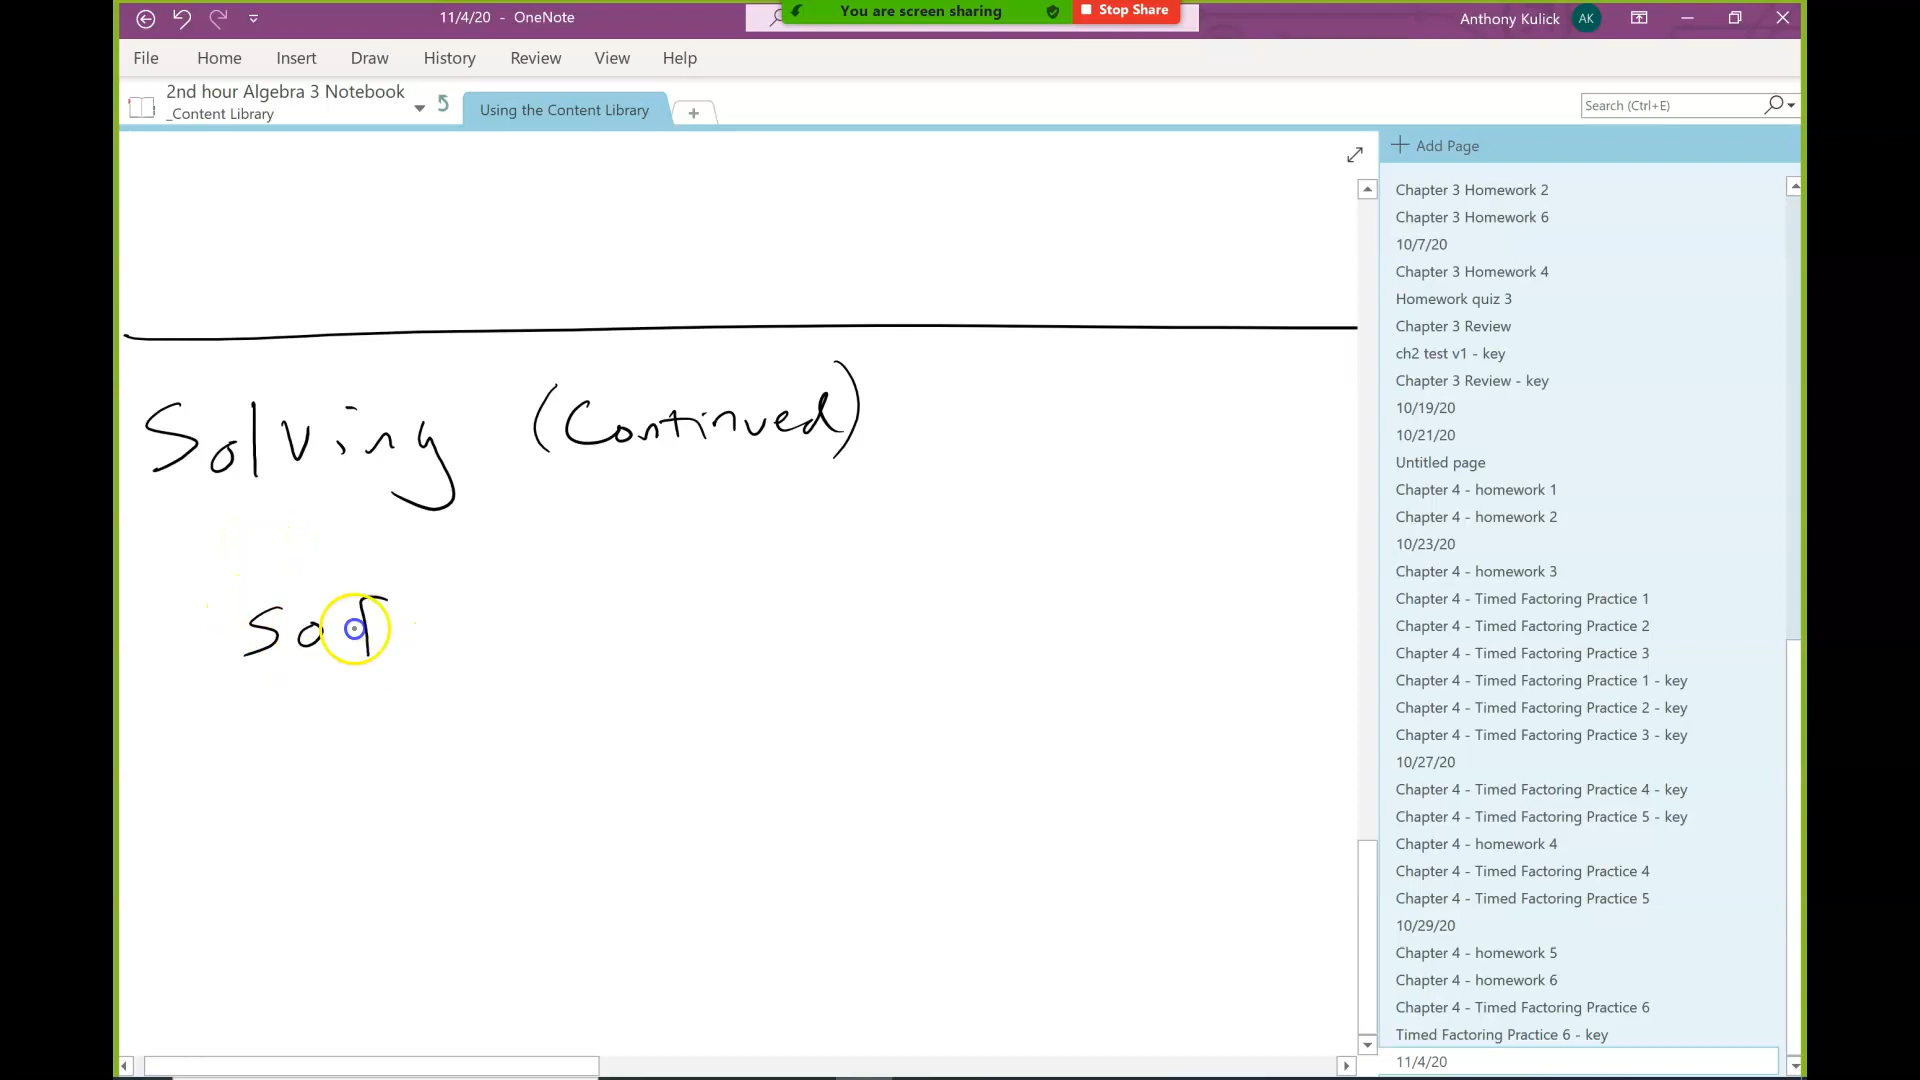 11/4/20 - OneNote
You are screen sharing
Stop Share
Anthony Kulick
AK
File Home Insert Draw History Review View Help
2nd hour Algebra 3 Notebook
_Content Library
Using the Content Library
Search (Ctrl+E)
Add Page
Solving (Continued)
Chapter 3 Homework 2
Chapter 3 Homework 6
10/7/20
Chapter 3 Homework 4
Homework quiz 3
Chapter 3 Review
ch2 test v1 - key
Chapter 3 Review - key
10/19/20
10/21/20
Untitled page
Chapter 4 - homework 1
Chapter 4 - homework 2
10/23/20
Chapter 4 - homework 3
Chapter 4 - Timed Factoring Practice 1
Chapter 4 - Timed Factoring Practice 2
Chapter 4 - Timed Factoring Practice 3
Chapter 4 - Timed Factoring Practice 1 - key
Chapter 4 - Timed Factoring Practice 2 - key
Chapter 4 - Timed Factoring Practice 3 - key
10/27/20
Chapter 4 - Timed Factoring Practice 4 - key
Chapter 4 - Timed Factoring Practice 5 - key
Chapter 4 - homework 4
Chapter 4 - Timed Factoring Practice 4
Chapter 4 - Timed Factoring Practice 5
10/29/20
Chapter 4 - homework 5
Chapter 4 - homework 6
Chapter 4 - Timed Factoring Practice 6
Timed Factoring Practice 6 - key
11/4/20